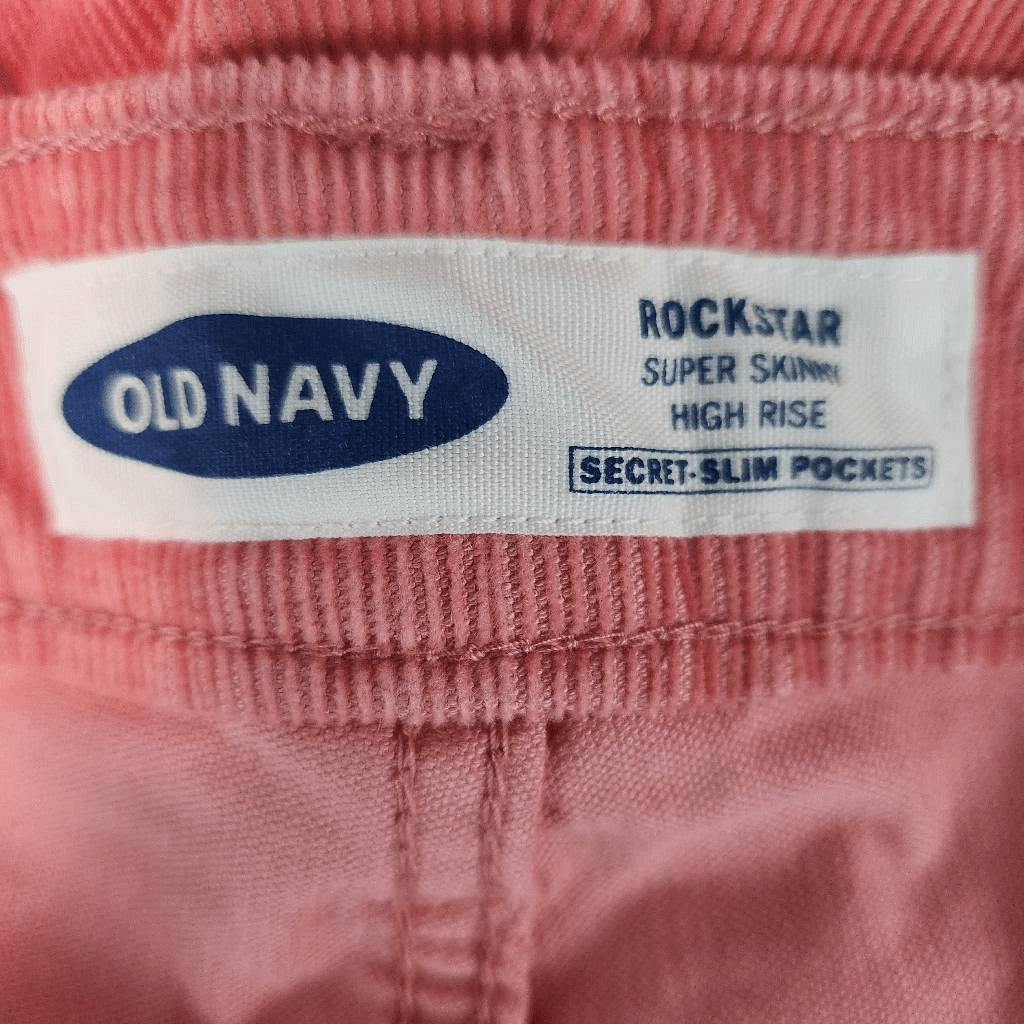 OLD NAVY
ROCKSTAR
SUPER SKINNY
HIGH RISE
SECRET-SLIM POCKETS